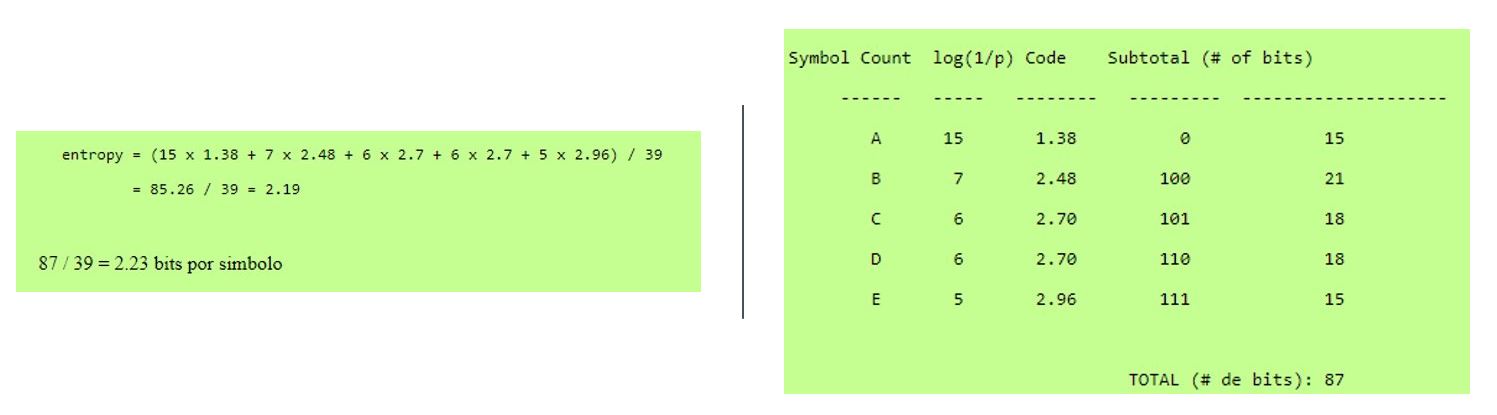 entropy = (15 x 1.38 + 7 x 2.48 + 6 x 2.7 + 6 x 2.7 + 5 x 2.96) / 39
= 85.26 / 39 = 2.19
87 / 39 = 2.23 bits por simbolo
Symbol Count log(1/p) Code Subtotal (# of bits)
------ ----- -------- --------- --------------------
A 15 1.38 0 15
B 7 2.48 100 21
C 6 2.70 101 18
D 6 2.70 110 18
E 5 2.96 111 15
TOTAL (# de bits): 87